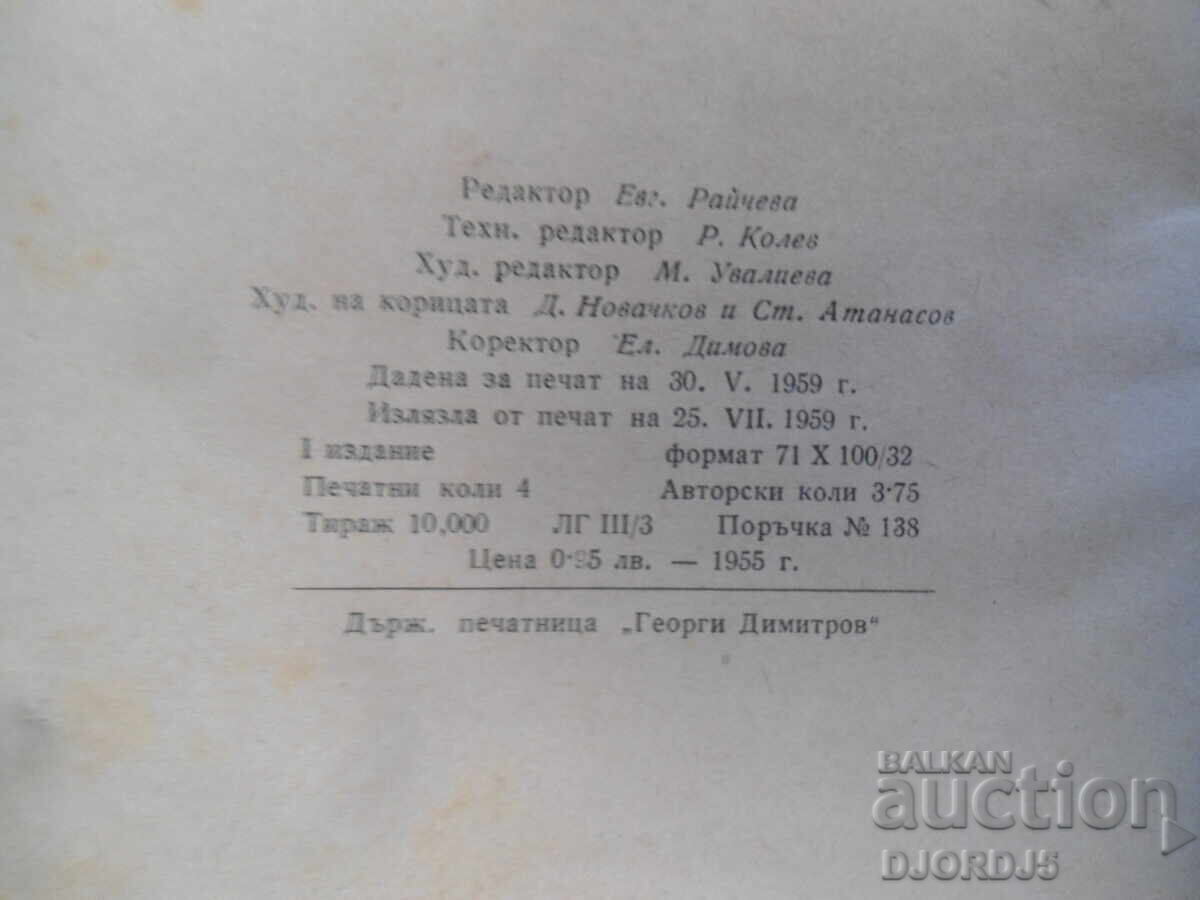 Редактор Евг. Райчева
Техн. редактор Р. Колев
Худ. редактор М. Увалиева
Худ. на корицата Д. Новачков и Ст. Атанасов
Коректор Ел. Димова
Дадена за печат на 30. V. 1959 г.
Излязла от печат на 25. VII. 1959 г.
I издание формат 71 X 100/32
Печатни коли 4 Авторски коли 3·75
Тираж 10,000 ЛГ III/3 Поръчка № 138
Цена 0·95 лв. — 1955 г.
Държ. печатница „Георги Димитров“
BALKAN
auction
DJORDJ5